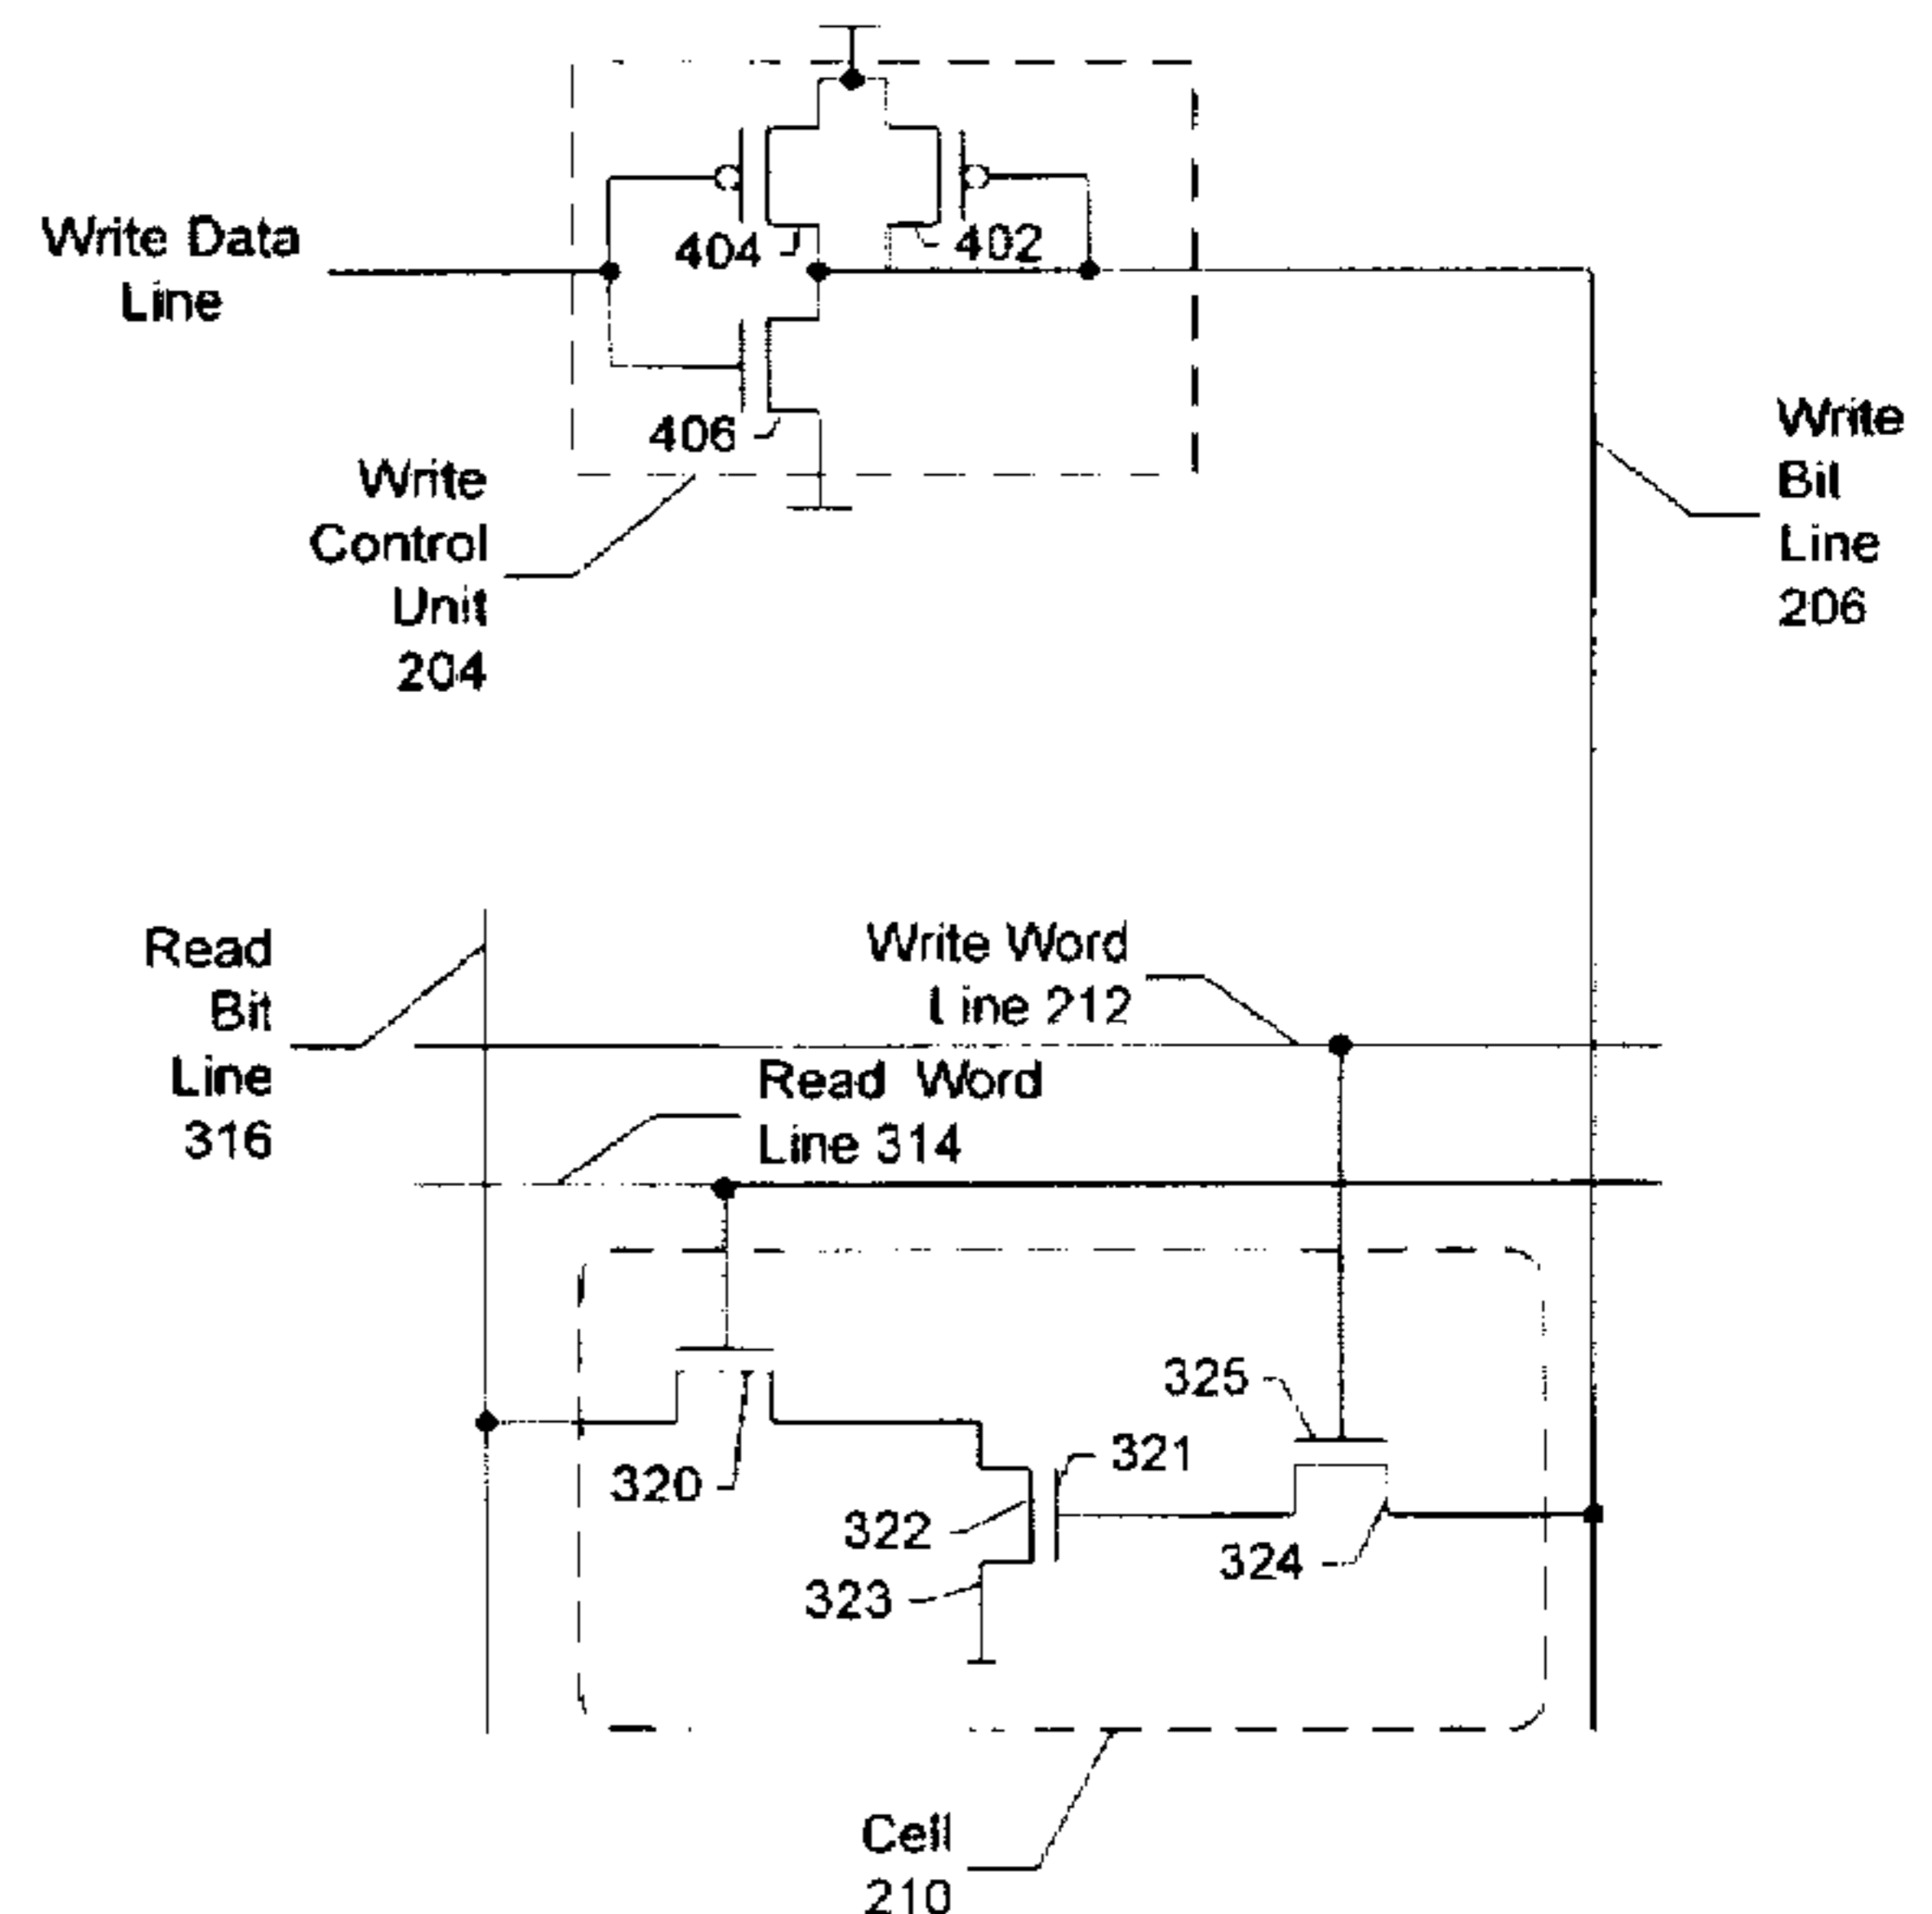 Write Data
Line
404
402
406
Write
Control
Unit
204
Write
Bit
Line
206
Read
Bit
Line
316
Write Word
Line 212
Read Word
Line 314
325
321
320
322
324
323
Cell
210